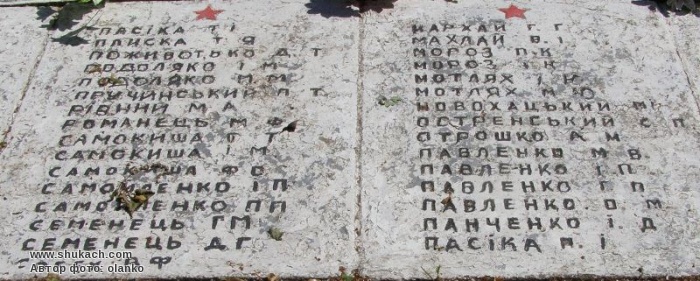 ПАСІКА Т І
ПЛИСКА Т Я
ПОЖИВОТЬКО Д Т
ПОДОЛЯКО І М
ПОДОЛЯКО М М
ПРИЧИНСЬКИЙ П Т
РІВНИЙ М А
РОМАНЕЦЬ М Ф
САМОКИША Г Т
САМОКИША І М
САМОКИША Ф С
САМОЙЛЕНКО І П
САМОЙЛЕНКО П П
СЕМЕНЕЦЬ Г М
СЕМЕНЕЦЬ Д Г
МАРХАЙ Г. Г
МАХЛАЙ В. І
МОРОЗ П. К
МОРОЗ І. К
МОТЛЯХ І К
МОТЛЯХ М Ю
НОВОХАЦЬКИЙ М
ОСТРЕНСЬКИЙ С П
ОТРОШКО А. М
ПАВЛЕНКО М. В
ПАВЛЕНКО І. П
ПАВЛЕНКО Г. П
ПАВЛЕНКО О. М
ПАНЧЕНКО І. Д
ПАСІКА П. І
www.shukach.com
Автор фото: olanko